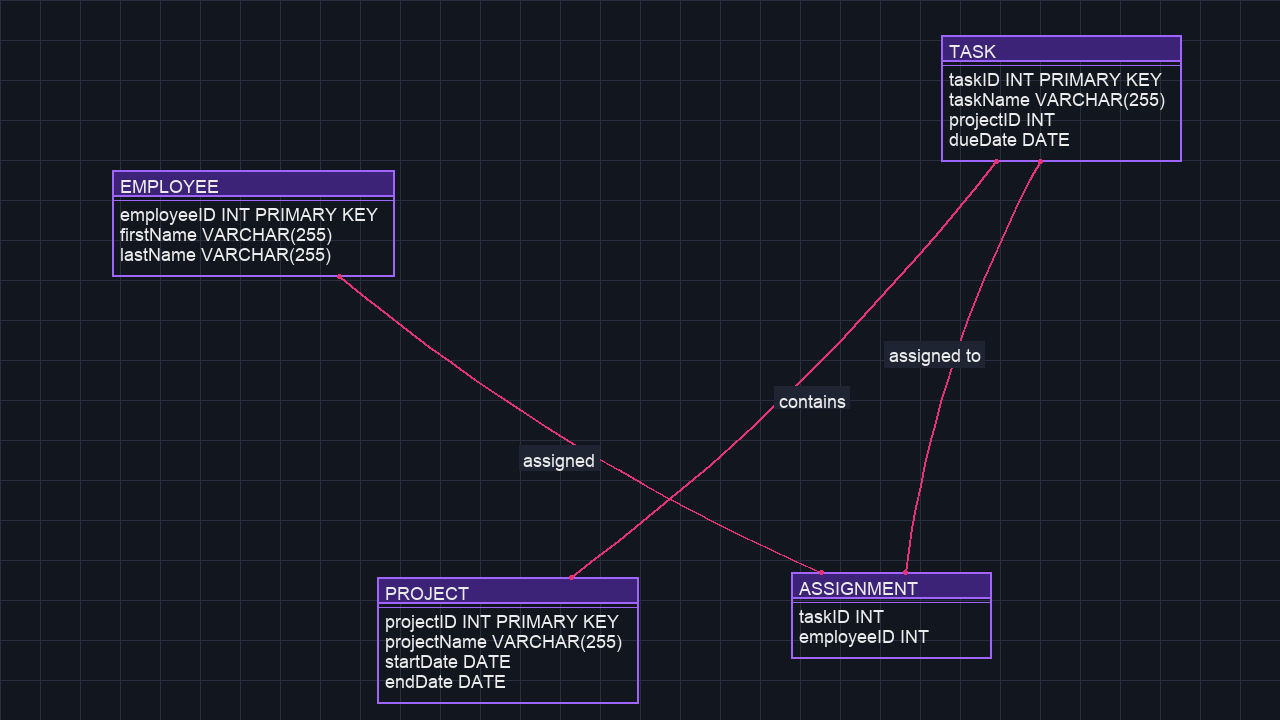 TASK
taskID INT PRIMARY KEY
taskName VARCHAR(255)
projectID INT
dueDate DATE
EMPLOYEE
employeeID INT PRIMARY KEY
firstName VARCHAR(255)
lastName VARCHAR(255)
assigned to
contains
assigned
PROJECT
projectID INT PRIMARY KEY
projectName VARCHAR(255)
startDate DATE
endDate DATE
ASSIGNMENT
taskID INT
employeeID INT